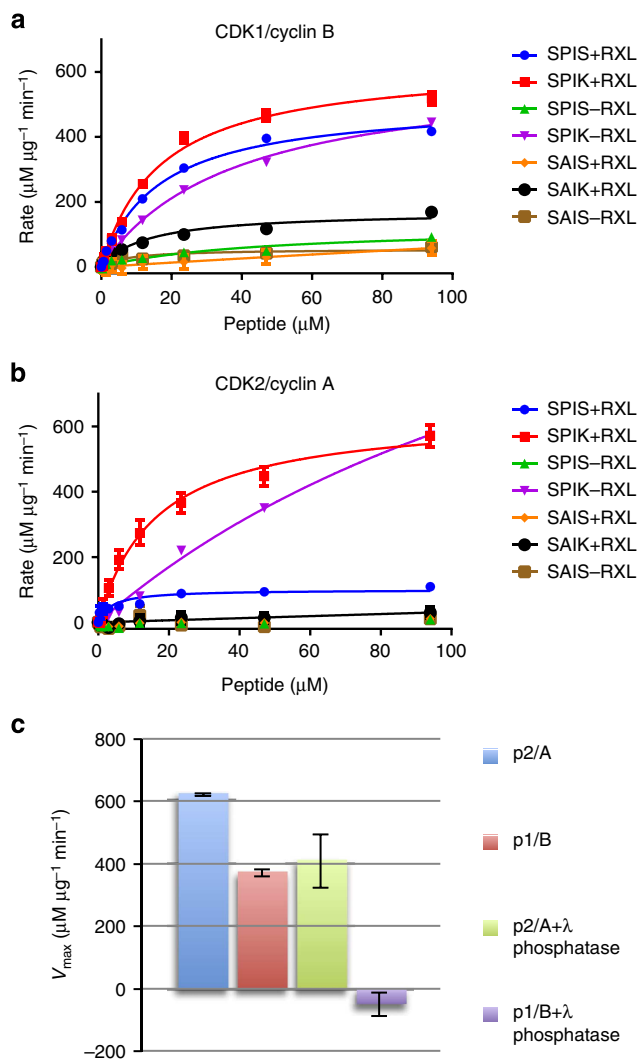 a
CDK1/cyclin B
Rate (μM μg⁻¹ min⁻¹)
600
400
200
0
0 20 40 60 80 100
Peptide (μM)
SPIS+RXL
SPIK+RXL
SPIS–RXL
SPIK–RXL
SAIS+RXL
SAIK+RXL
SAIS–RXL
b
CDK2/cyclin A
Rate (μM μg⁻¹ min⁻¹)
600
400
200
0
0 20 40 60 80 100
Peptide (μM)
SPIS+RXL
SPIK+RXL
SPIS–RXL
SPIK–RXL
SAIS+RXL
SAIK+RXL
SAIS–RXL
c
Vmax (μM μg⁻¹ min⁻¹)
800
600
400
200
0
–200
p2/A
p1/B
p2/A+λ
phosphatase
p1/B+λ
phosphatase